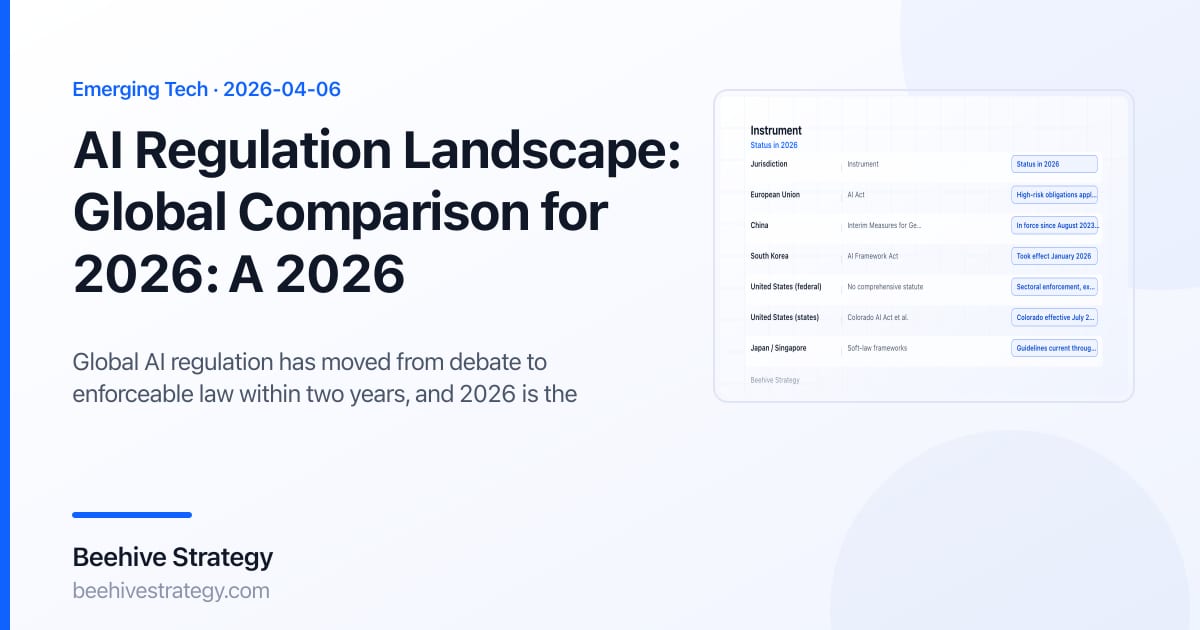 Emerging Tech · 2026-04-06
AI Regulation Landscape:
Global Comparison for
2026: A 2026
Global AI regulation has moved from debate to
enforceable law within two years, and 2026 is the
Beehive Strategy
beehivestrategy.com
Instrument
Status in 2026
Jurisdiction Instrument Status in 2026
European Union AI Act High-risk obligations appl...
China Interim Measures for Ge... In force since August 2023...
South Korea AI Framework Act Took effect January 2026
United States (federal) No comprehensive statute Sectoral enforcement, ex...
United States (states) Colorado AI Act et al. Colorado effective July 2...
Japan / Singapore Soft-law frameworks Guidelines current throug...
Beehive Strategy